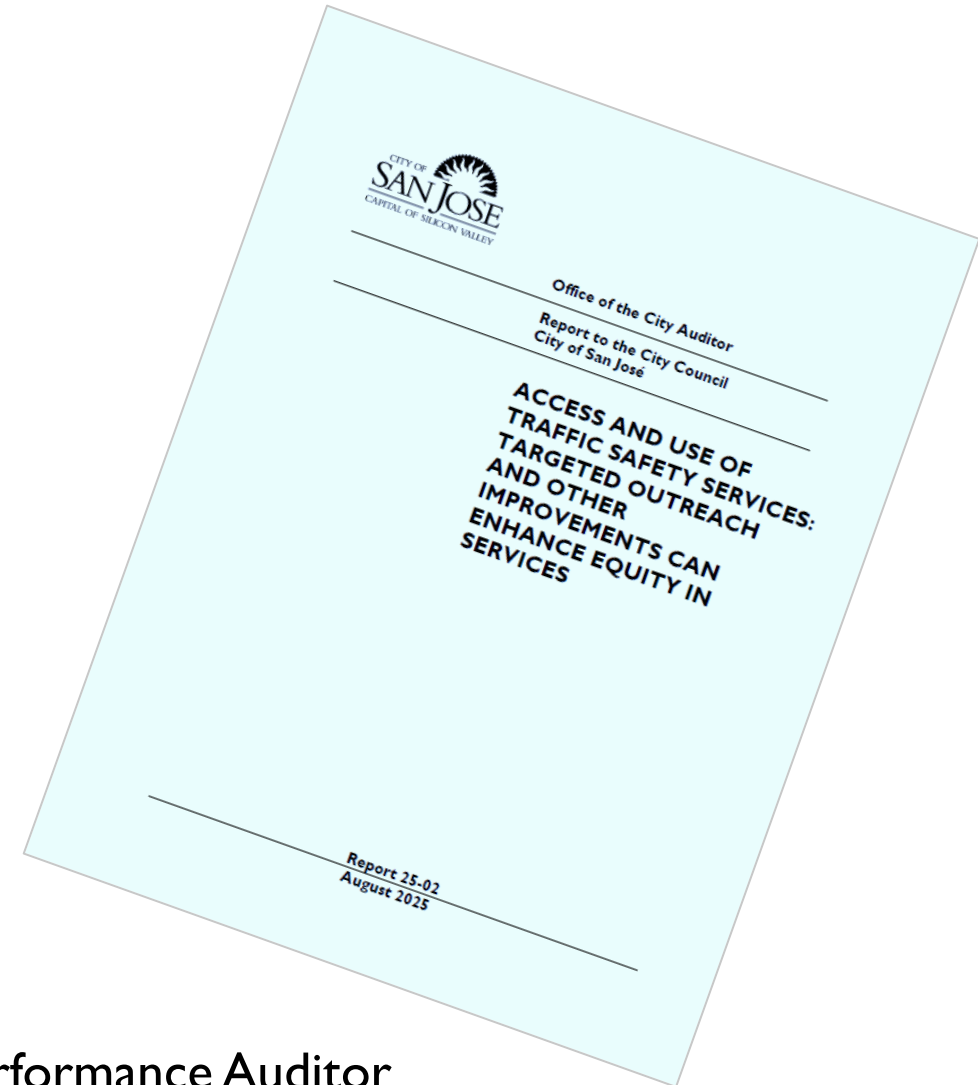 CITY OF
SAN JOSE
CAPITAL OF SILICON VALLEY
Office of the City Auditor
Report to the City Council
City of San José
ACCESS AND USE OF
TRAFFIC SAFETY SERVICES:
TARGETED OUTREACH
AND OTHER
IMPROVEMENTS CAN
ENHANCE EQUITY IN
SERVICES
Report 25-02
August 2025
Auditor